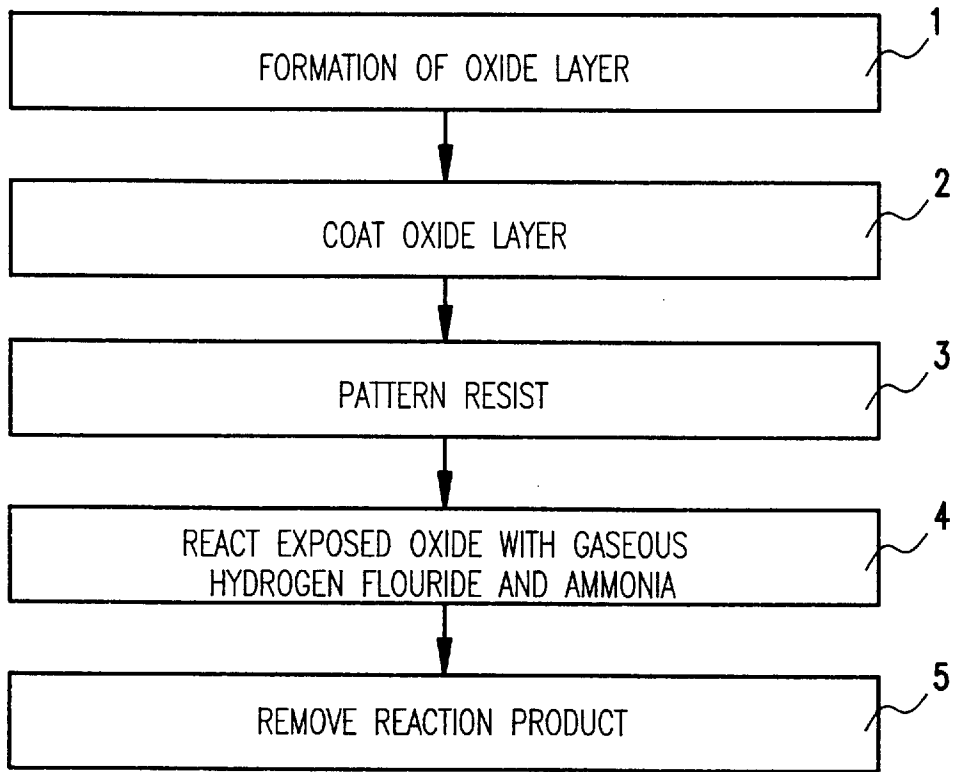 FORMATION OF OXIDE LAYER
1
COAT OXIDE LAYER
2
PATTERN RESIST
3
REACT EXPOSED OXIDE WITH GASEOUS
HYDROGEN FLOURIDE AND AMMONIA
4
REMOVE REACTION PRODUCT
5